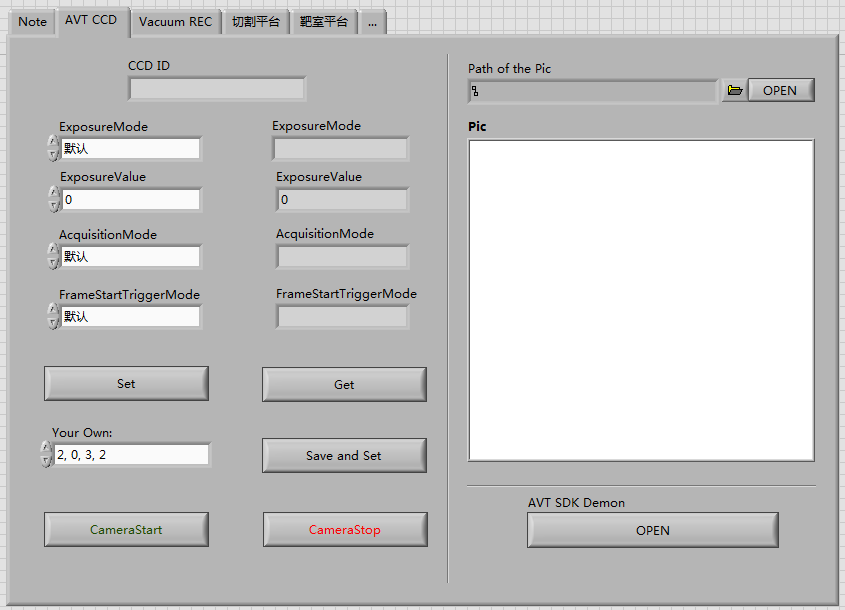 Note
AVT CCD
Vacuum REC
切割平台
靶室平台
...
CCD ID
ExposureMode
默认
ExposureMode
ExposureValue
0
ExposureValue
0
AcquisitionMode
默认
AcquisitionMode
FrameStartTriggerMode
默认
FrameStartTriggerMode
Set
Get
Your Own:
2, 0, 3, 2
Save and Set
CameraStart
CameraStop
Path of the Pic
OPEN
Pic
AVT SDK Demon
OPEN